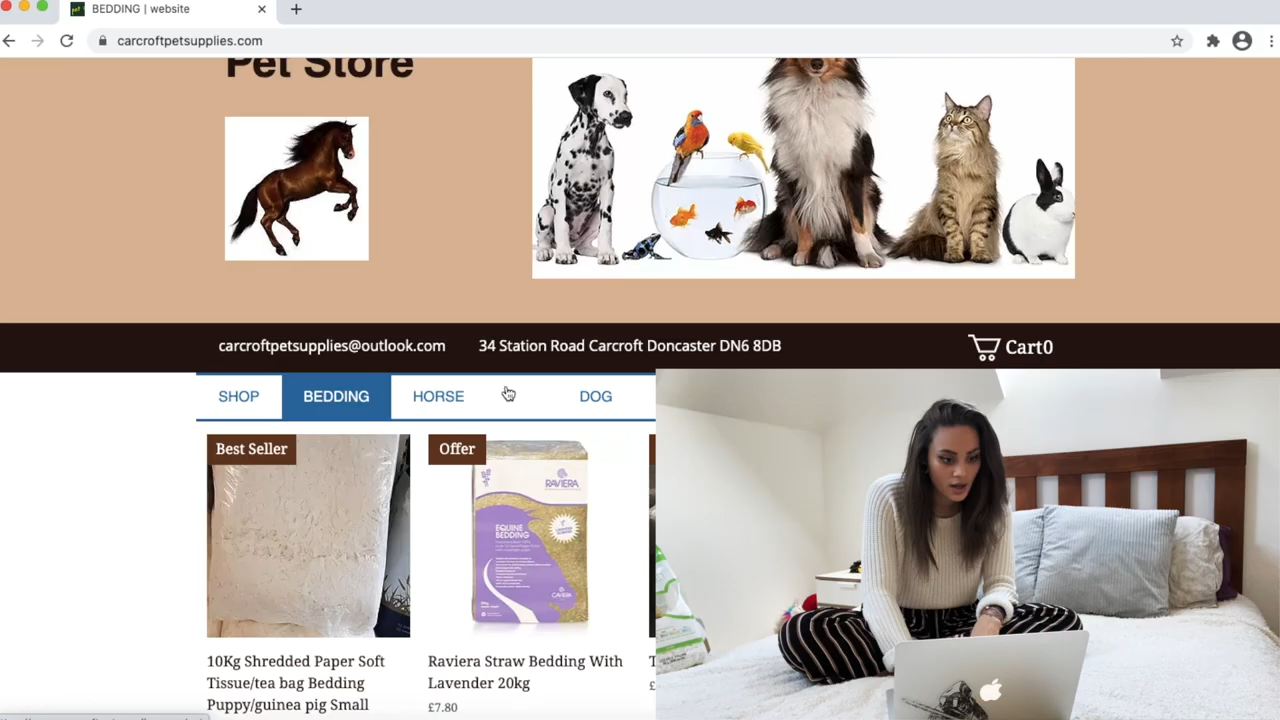 BEDDING | website
carcroftpetsupplies.com
Pet Store
carcroftpetsupplies@outlook.com
34 Station Road Carcroft Doncaster DN6 8DB
Cart0
SHOP
BEDDING
HORSE
DOG
Best Seller
Offer
RAVIERA
EQUINE
BEDDING
CAVIERA
10Kg Shredded Paper Soft
Tissue/tea bag Bedding
Puppy/guinea pig Small
Raviera Straw Bedding With
Lavender 20kg
£7.80